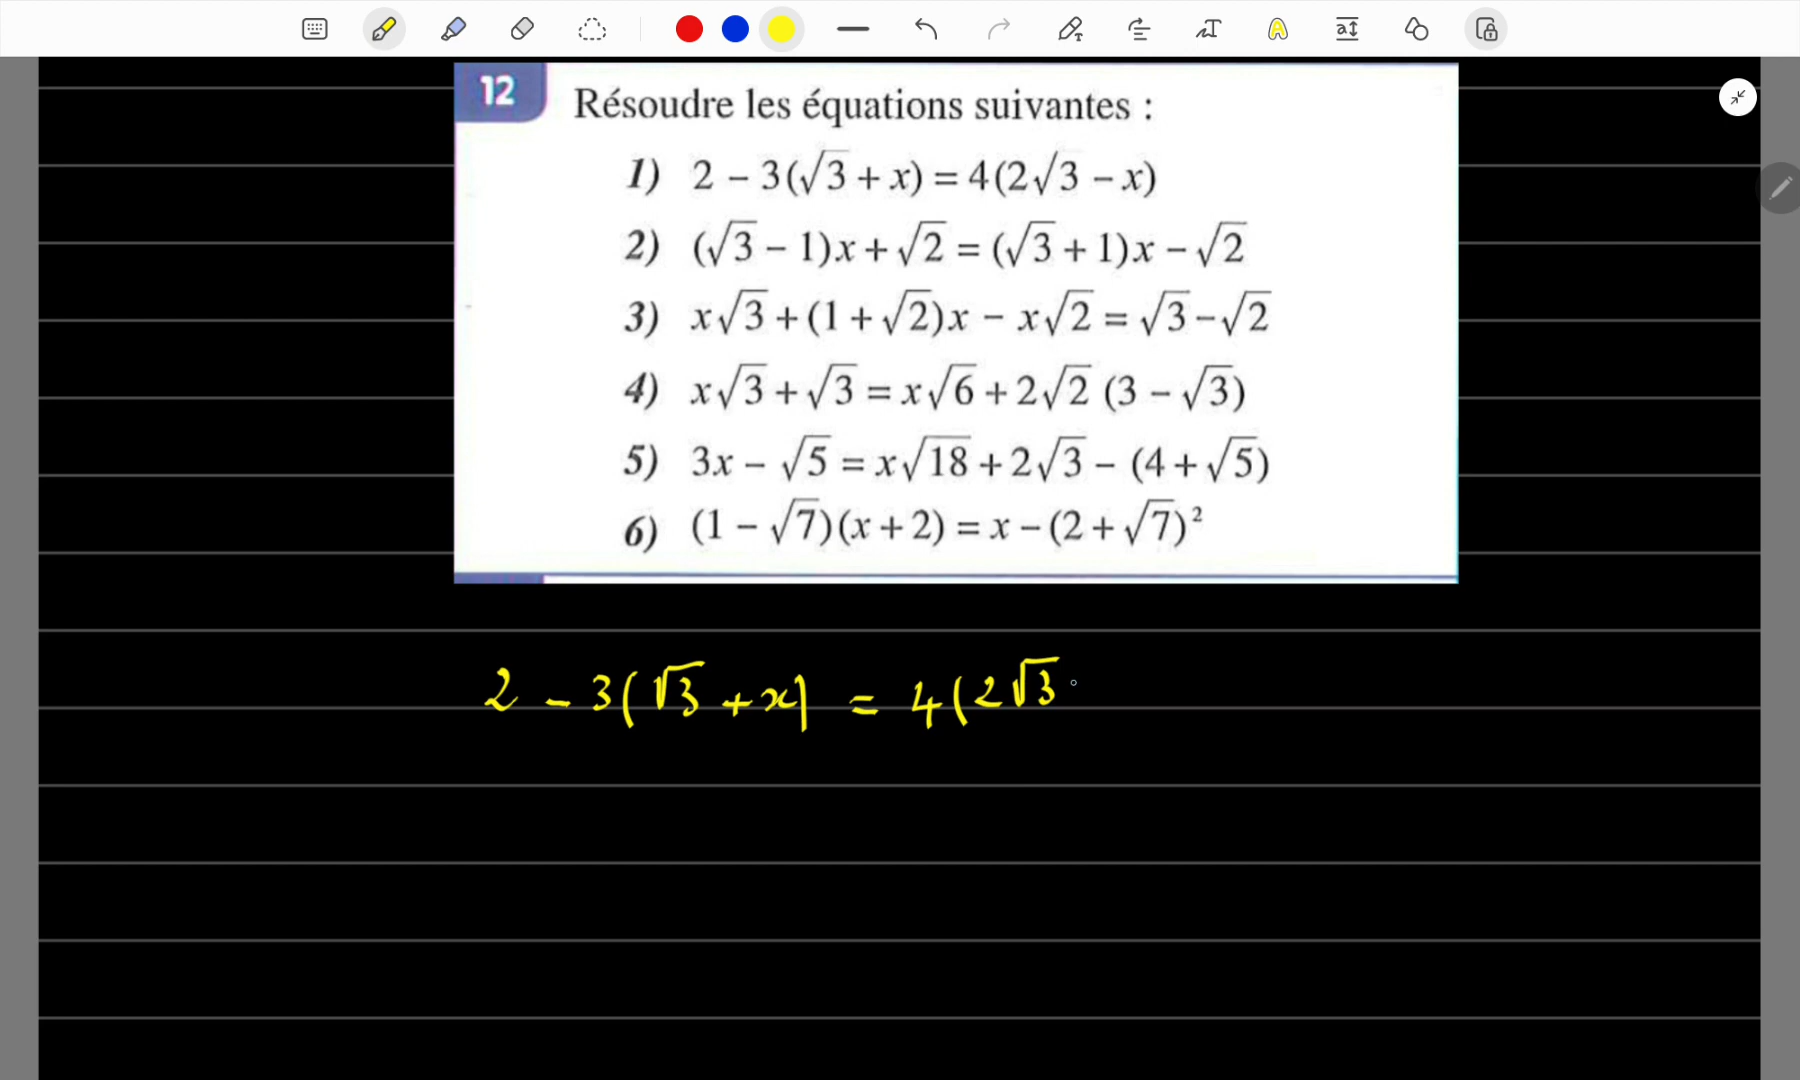 12 Résoudre les équations suivantes :
1) 2 − 3(√3 + x) = 4(2√3 − x)
2) (√3 − 1)x + √2 = (√3 + 1)x − √2
3) x√3 + (1 + √2)x − x√2 = √3 − √2
4) x√3 + √3 = x√6 + 2√2 (3 − √3)
5) 3x − √5 = x√18 + 2√3 − (4 + √5)
6) (1 − √7)(x + 2) = x − (2 + √7)²
2 − 3(√3 + x) = 4(2√3